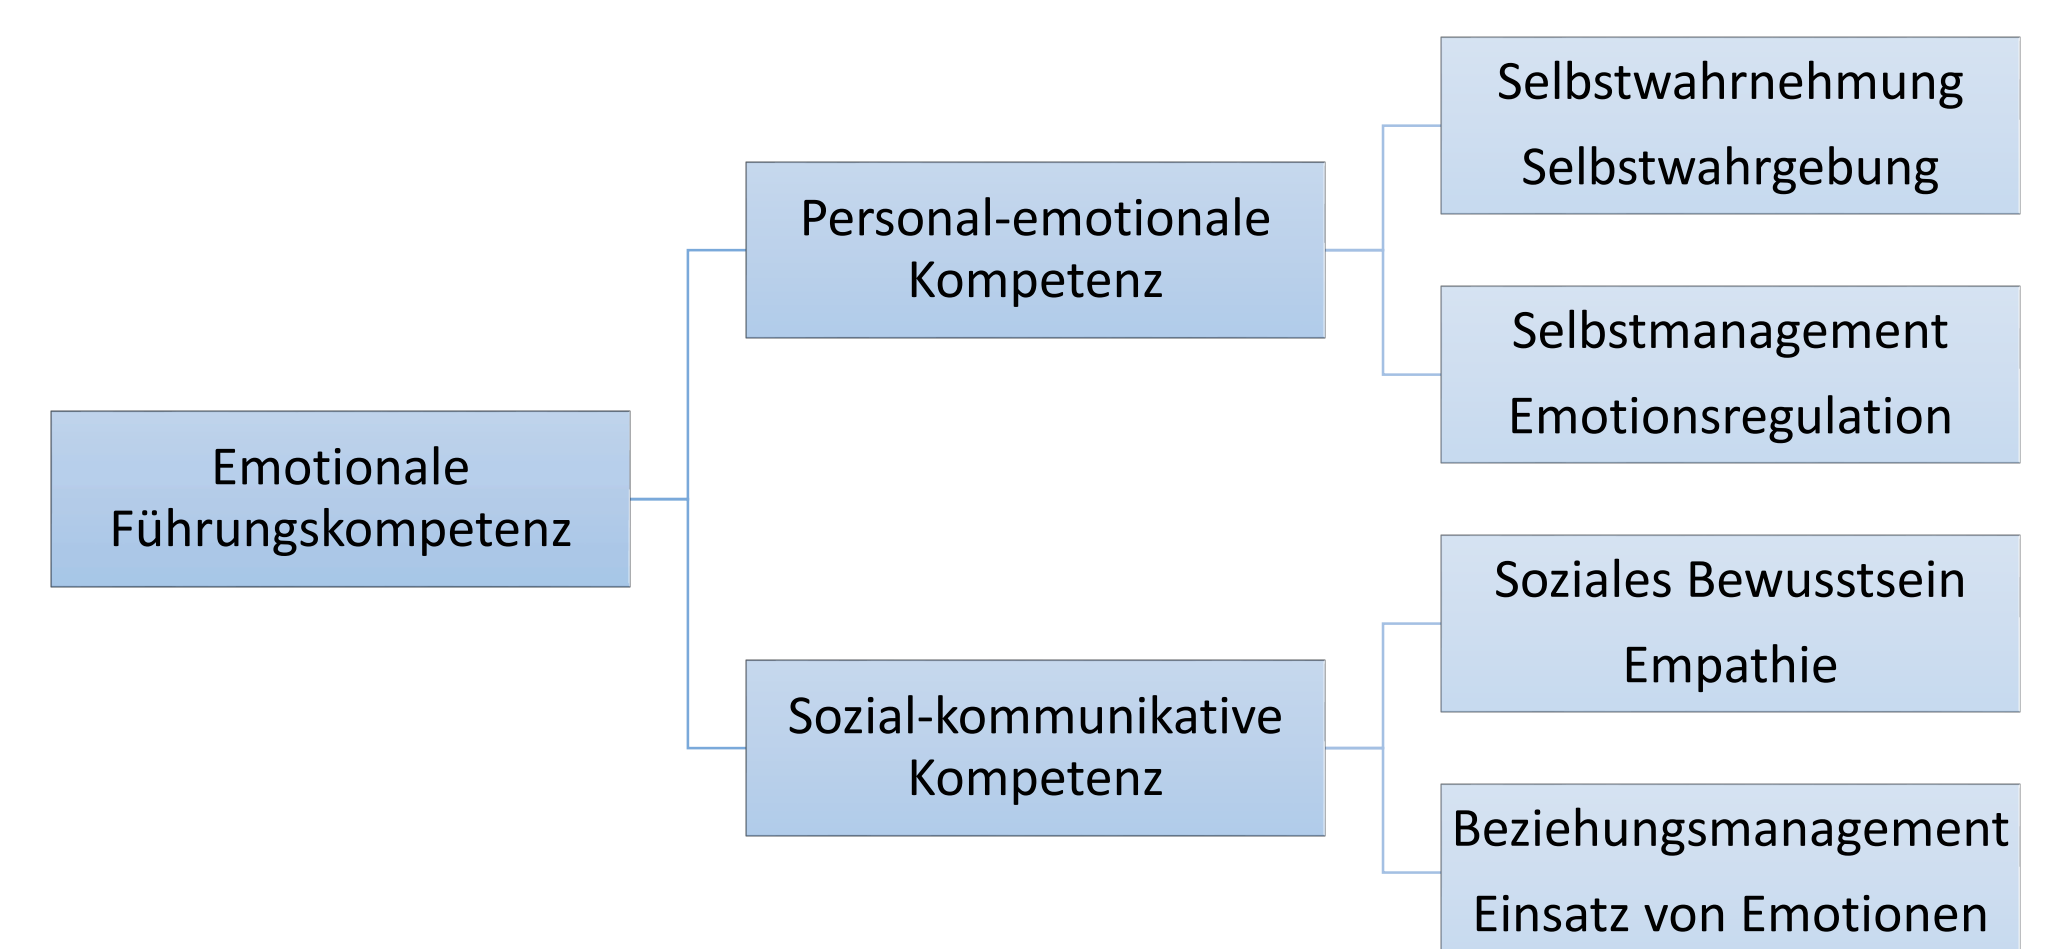 Emotionale
Führungskompetenz
Personal-emotionale
Kompetenz
Selbstwahrnehmung
Selbstwahrgebung
Selbstmanagement
Emotionsregulation
Sozial-kommunikative
Kompetenz
Soziales Bewusstsein
Empathie
Beziehungsmanagement
Einsatz von Emotionen